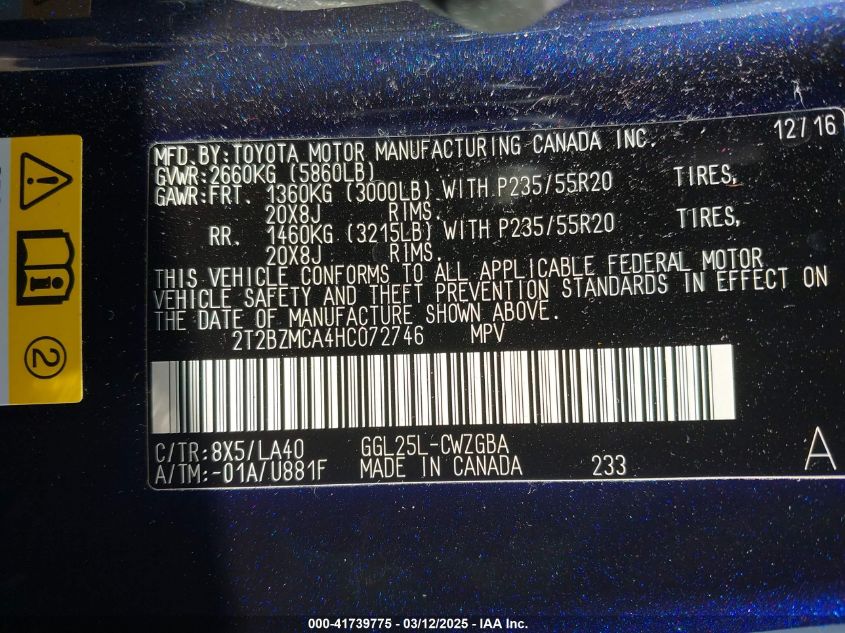 MFD. BY: TOYOTA MOTOR MANUFACTURING CANADA INC. 12/16
GVWR: 2660KG (5860LB)
GAWR: FRT. 1360KG (3000LB) WITH P235/55R20 TIRES,
20X8J RIMS.
RR. 1460KG (3215LB) WITH P235/55R20 TIRES,
20X8J RIMS.
THIS VEHICLE CONFORMS TO ALL APPLICABLE FEDERAL MOTOR
VEHICLE SAFETY AND THEFT PREVENTION STANDARDS IN EFFECT ON
THE DATE OF MANUFACTURE SHOWN ABOVE.
2T2BZMCA4HC072746 MPV
C/TR: 8X5/LA40 GGL25L-CWZGBA
A/TM: -01A/U881F MADE IN CANADA 233 A
2
000-41739775 - 03/12/2025 - IAA Inc.